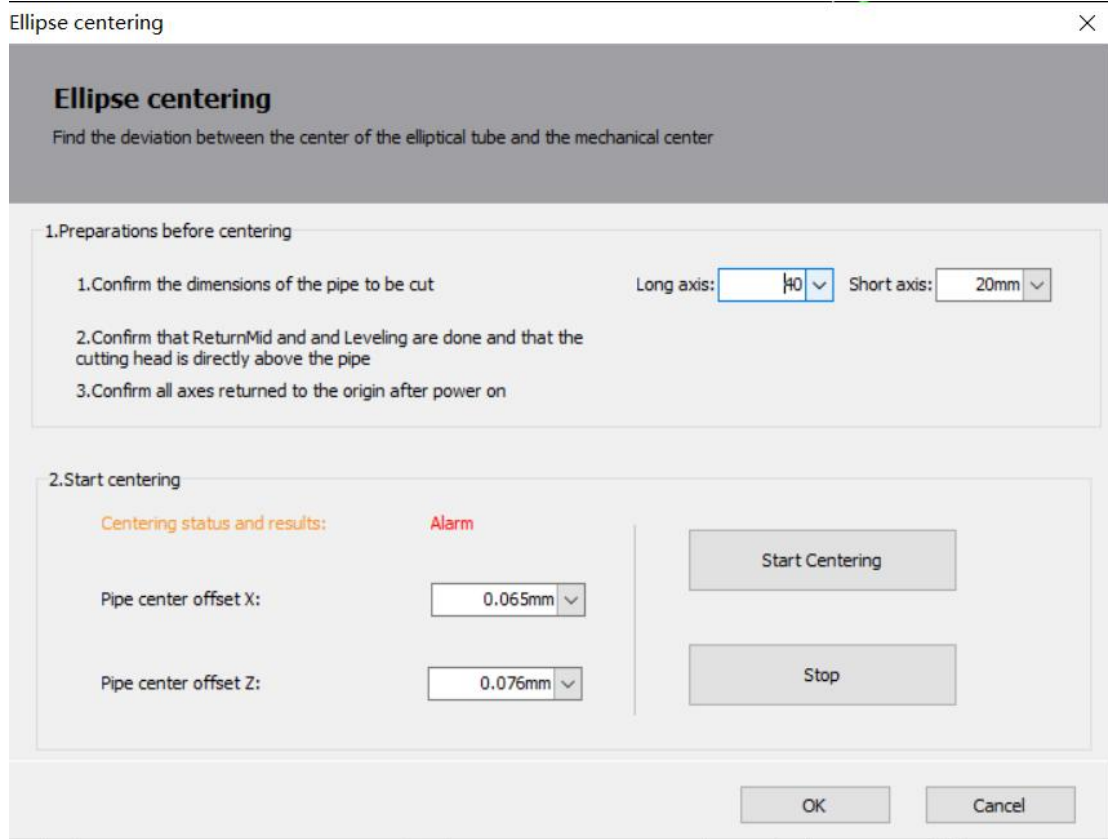 Ellipse centering
Ellipse centering
Find the deviation between the center of the elliptical tube and the mechanical center
1.Preparations before centering
1.Confirm the dimensions of the pipe to be cut
Long axis: 40 Short axis: 20mm
2.Confirm that ReturnMid and and Leveling are done and that the
cutting head is directly above the pipe
3.Confirm all axes returned to the origin after power on
2.Start centering
Centering status and results: Alarm
Start Centering
Pipe center offset X: 0.065mm
Pipe center offset Z: 0.076mm
Stop
OK Cancel